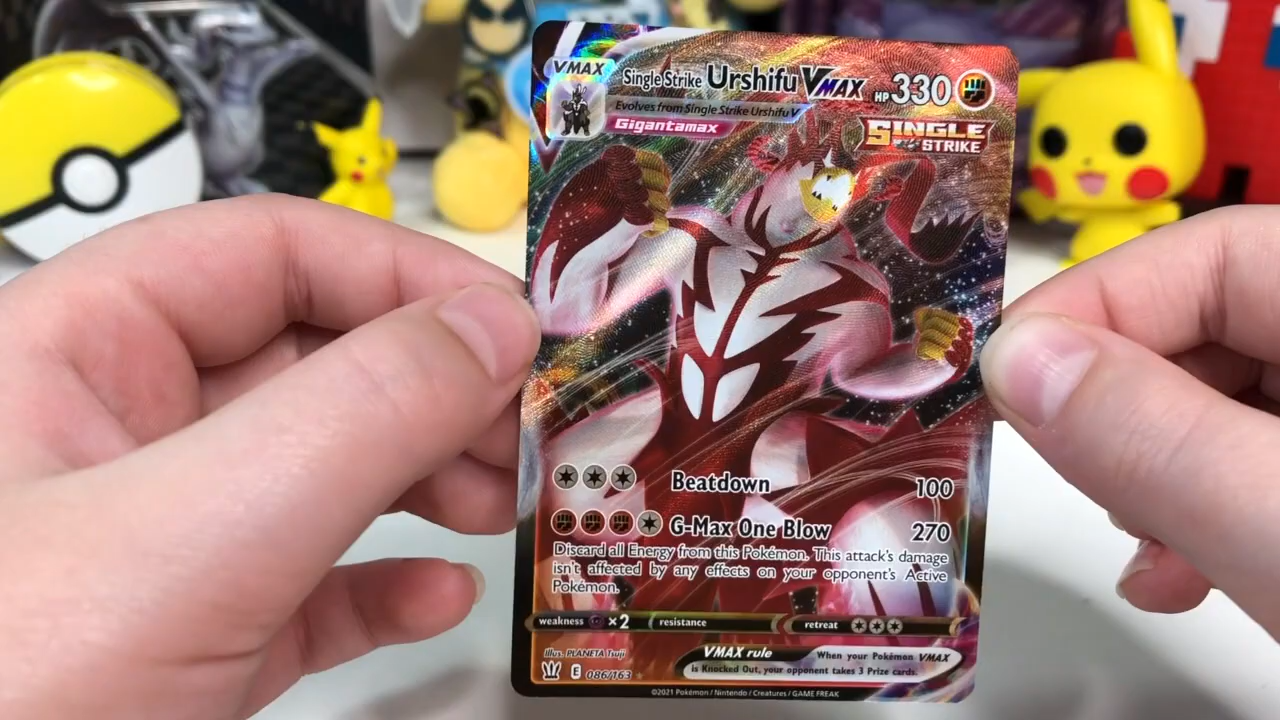 VMAX
Single Strike Urshifu VMAX HP 330
Evolves from Single Strike Urshifu V
Gigantamax
SINGLE
STRIKE
Beatdown 100
G-Max One Blow 270
Discard all Energy from this Pokémon. This attack's damage
isn't affected by any effects on your opponent's Active
Pokémon.
weakness ×2 resistance retreat
Illus. PLANETA Tsuji
VMAX rule When your Pokémon VMAX
is Knocked Out, your opponent takes 3 Prize cards.
E 086/163
©2021 Pokémon / Nintendo / Creatures / GAME FREAK